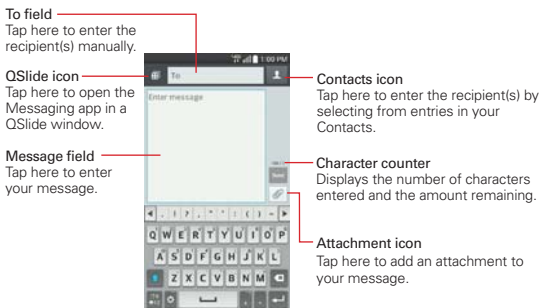 To field
Tap here to enter the
recipient(s) manually.
QSlide icon
Tap here to open the
Messaging app in a
QSlide window.
Message field
Tap here to enter
your message.
1:00 PM
To
Enter message
Send
Q W E R T Y U I O P
A S D F G H J K L
Z X C V B N M
Contacts icon
Tap here to enter the recipient(s) by
selecting from entries in your
Contacts.
Character counter
Displays the number of characters
entered and the amount remaining.
Attachment icon
Tap here to add an attachment to
your message.